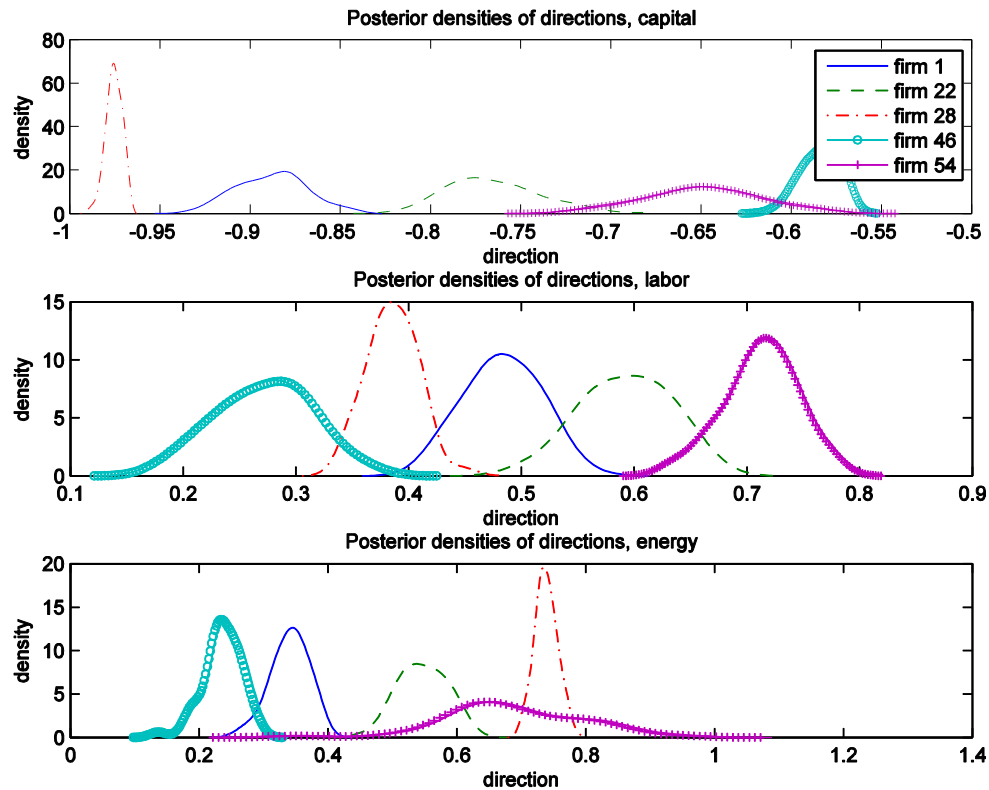 Posterior densities of directions, capital
80
60
40
20
0
density
-1 -0.95 -0.9 -0.85 -0.8 -0.75 -0.7 -0.65 -0.6 -0.55 -0.5
direction
firm 1
firm 22
firm 28
firm 46
firm 54
Posterior densities of directions, labor
15
10
5
0
density
0.1 0.2 0.3 0.4 0.5 0.6 0.7 0.8 0.9
direction
Posterior densities of directions, energy
20
15
10
5
0
density
0 0.2 0.4 0.6 0.8 1 1.2 1.4
direction